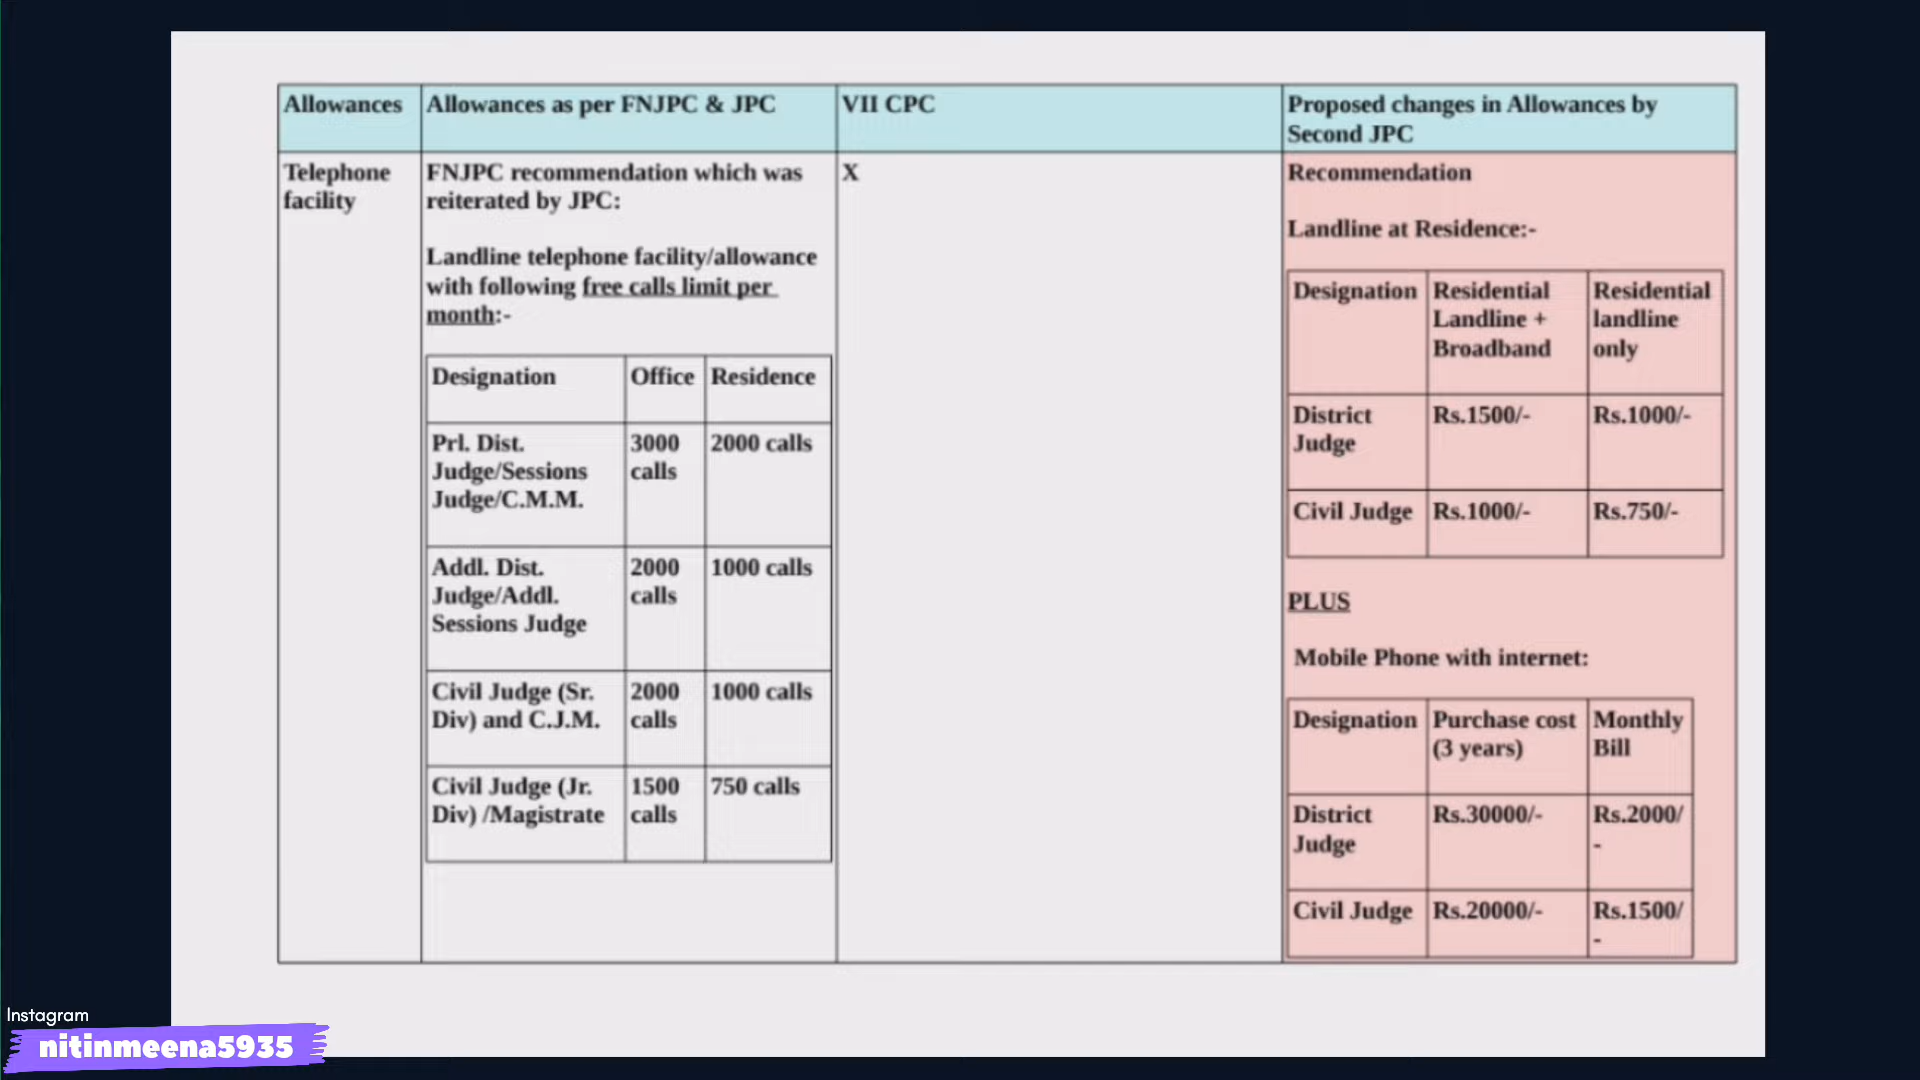 Allowances
Allowances as per FNJPC & JPC
VII CPC
Proposed changes in Allowances by
Second JPC
Telephone
facility
FNJPC recommendation which was
reiterated by JPC:
Landline telephone facility/allowance
with following free calls limit per
month:-
Designation
Office
Residence
Prl. Dist.
Judge/Sessions
Judge/C.M.M.
3000
calls
2000 calls
Addl. Dist.
Judge/Addl.
Sessions Judge
2000
calls
1000 calls
Civil Judge (Sr.
Div) and C.J.M.
2000
calls
1000 calls
Civil Judge (Jr.
Div) /Magistrate
1500
calls
750 calls
X
Recommendation
Landline at Residence:-
Designation
Residential
Landline +
Broadband
Residential
landline
only
District
Judge
Rs.1500/-
Rs.1000/-
Civil Judge
Rs.1000/-
Rs.750/-
PLUS
Mobile Phone with internet:
Designation
Purchase cost
(3 years)
Monthly
Bill
District
Judge
Rs.30000/-
Rs.2000/
-
Civil Judge
Rs.20000/-
Rs.1500/
-
Instagram
nitinmeena5935